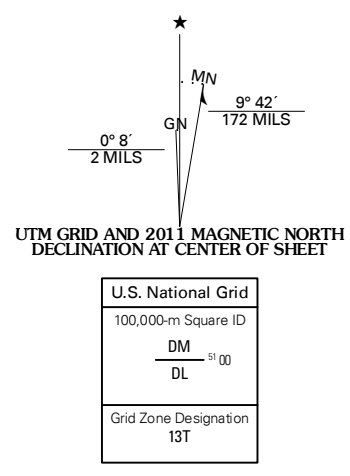 ★
MN
GN
9° 42´
172 MILS
0° 8´
2 MILS
UTM GRID AND 2011 MAGNETIC NORTH
DECLINATION AT CENTER OF SHEET
U.S. National Grid
100,000-m Square ID
DM
51 00
DL
Grid Zone Designation
13T